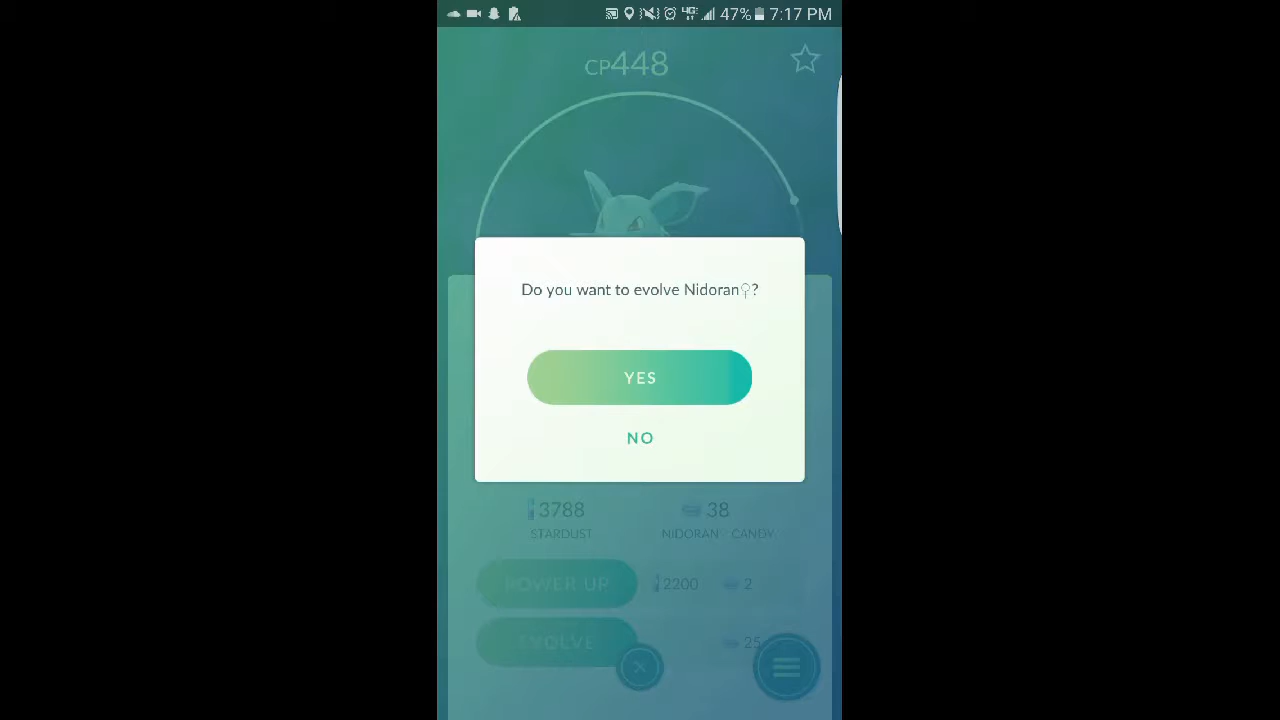 47% 7:17 PM
CP448
Do you want to evolve Nidoran♀?
YES
NO
3788
38
STARDUST
NIDORAN♀ CANDY
POWER UP
2200
2
EVOLVE
25